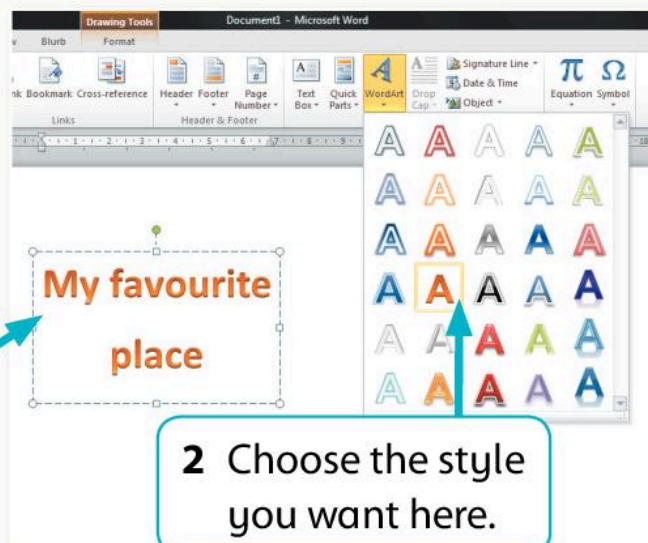 Drawing Tools Document1 - Microsoft Word
Blurb Format
Bookmark Cross-reference Header Footer Page Number Text Box Quick Parts WordArt Drop Cap Signature Line Date & Time Object Equation Symbol
Links Header & Footer
My favourite
place
2 Choose the style
you want here.